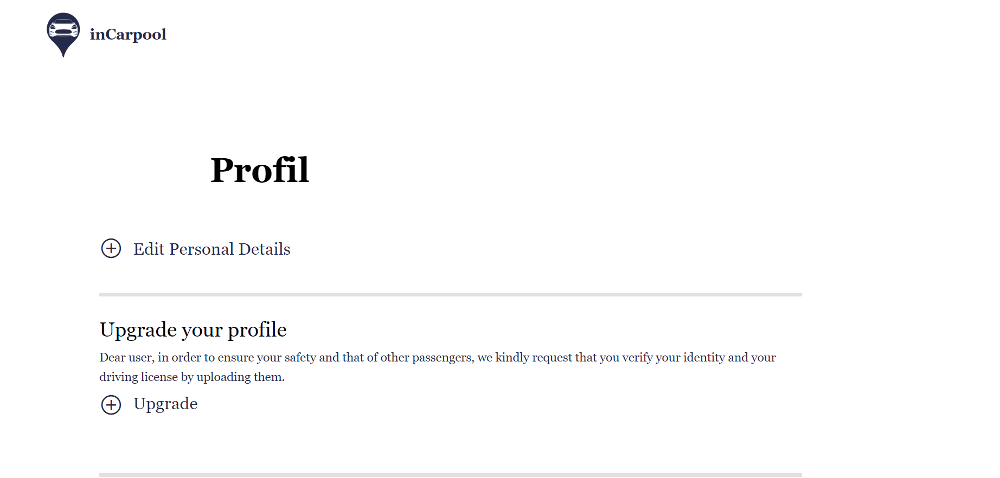 inCarpool
Profil
Edit Personal Details
Upgrade your profile
Dear user, in order to ensure your safety and that of other passengers, we kindly request that you verify your identity and your
driving license by uploading them.
Upgrade